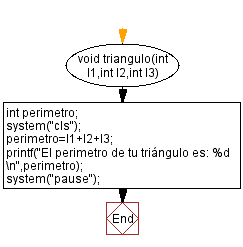 void triangulo(int
l1,int l2,int l3)
int perimetro;
system("cls");
perimetro=l1+l2+l3;
printf("El perimetro de tu triángulo es: %d
\n",perimetro);
system("pause");
End